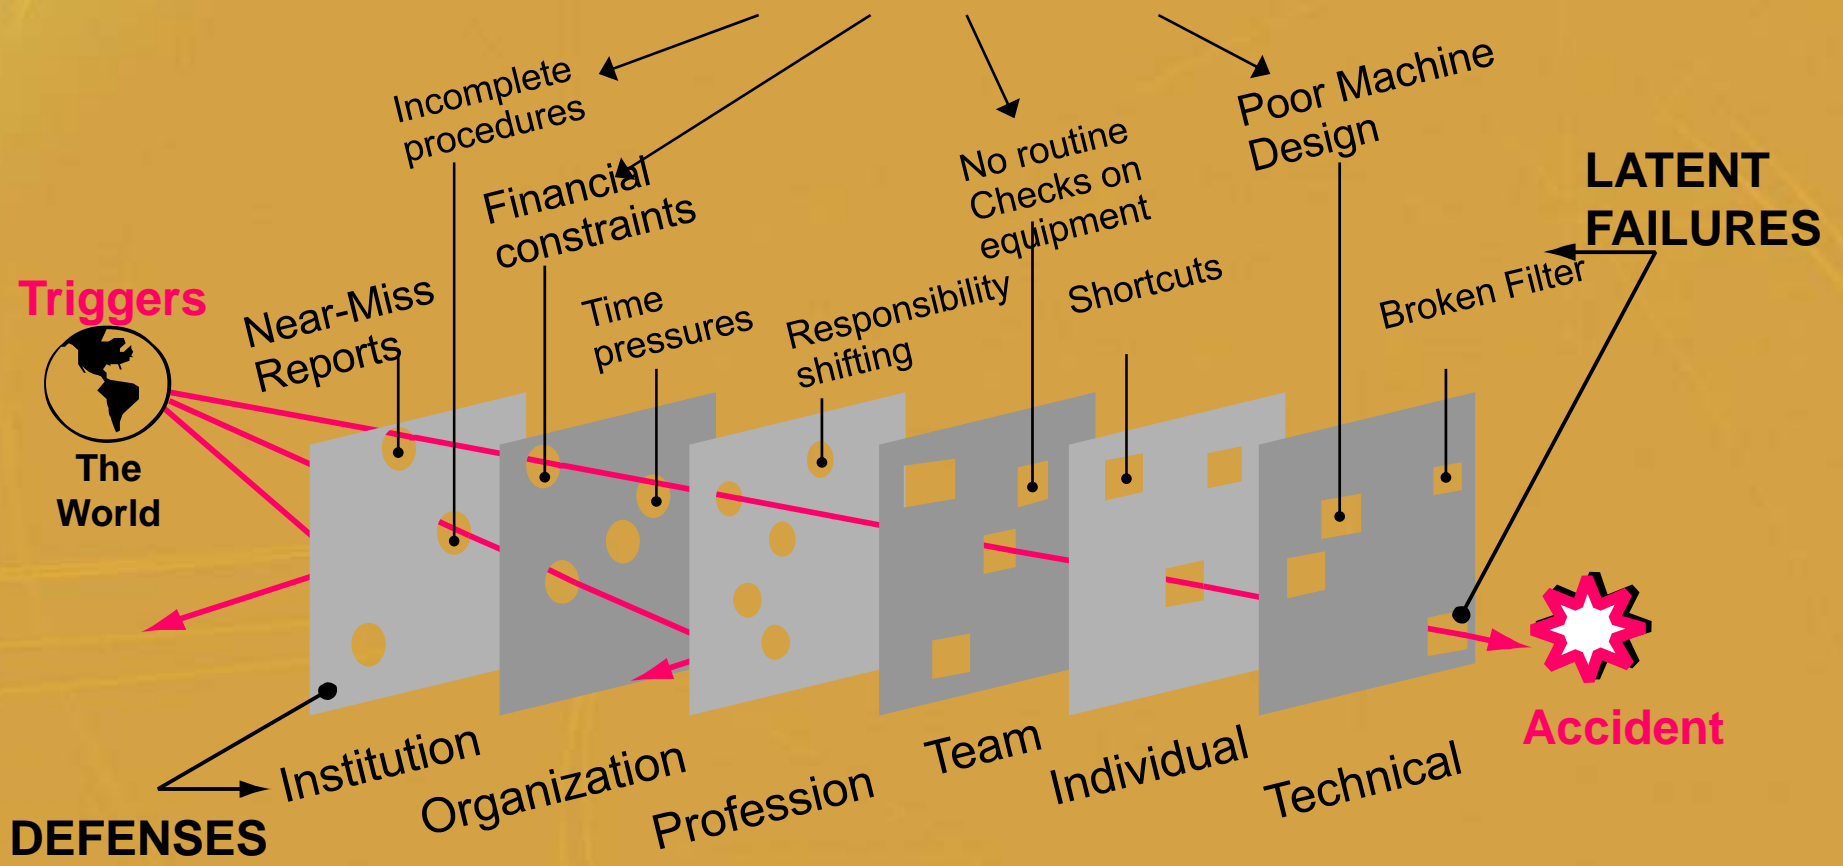 Incomplete
procedures
Financial
constraints
No routine
Checks on
equipment
Poor Machine
Design
LATENT
FAILURES
Triggers
Near-Miss
Reports
Time
pressures
Responsibility
shifting
Shortcuts
Broken Filter
The
World
Accident
Institution
Organization
Profession
Team
Individual
Technical
DEFENSES